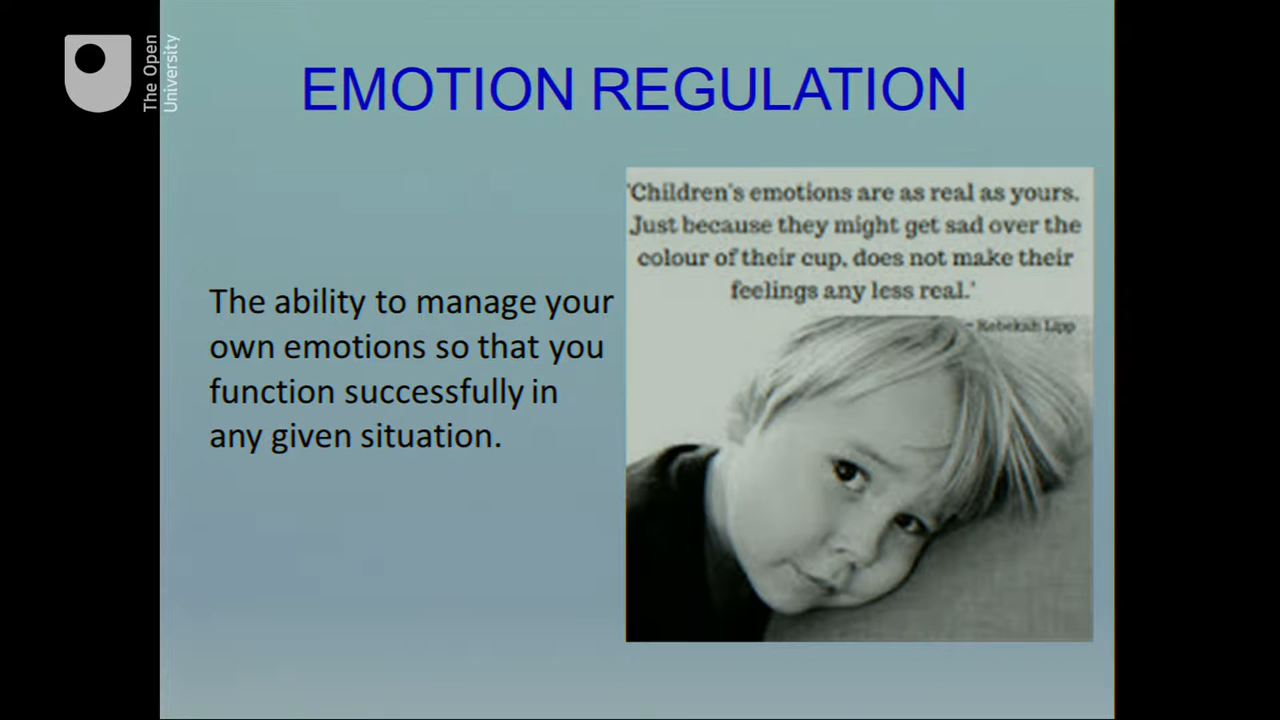 The Open
University
EMOTION REGULATION
The ability to manage your
own emotions so that you
function successfully in
any given situation.
'Children's emotions are as real as yours.
Just because they might get sad over the
colour of their cup, does not make their
feelings any less real.'
- Rebekah Lipp